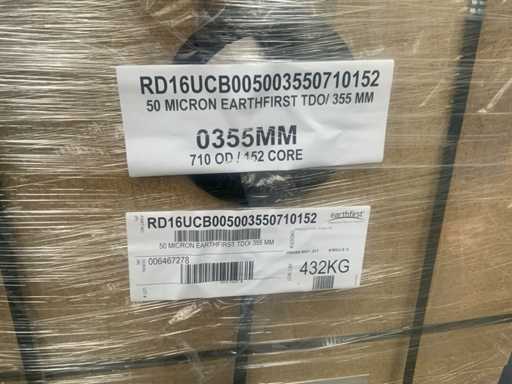 RD16UCB005003550710152
50 MICRON EARTHFIRST TDO/ 355 MM
0355MM
710 OD / 152 CORE
RD16UCB005003550710152
earthfirst
50 MICRON EARTHFIRST TDO/ 355 MM
006467278
432KG